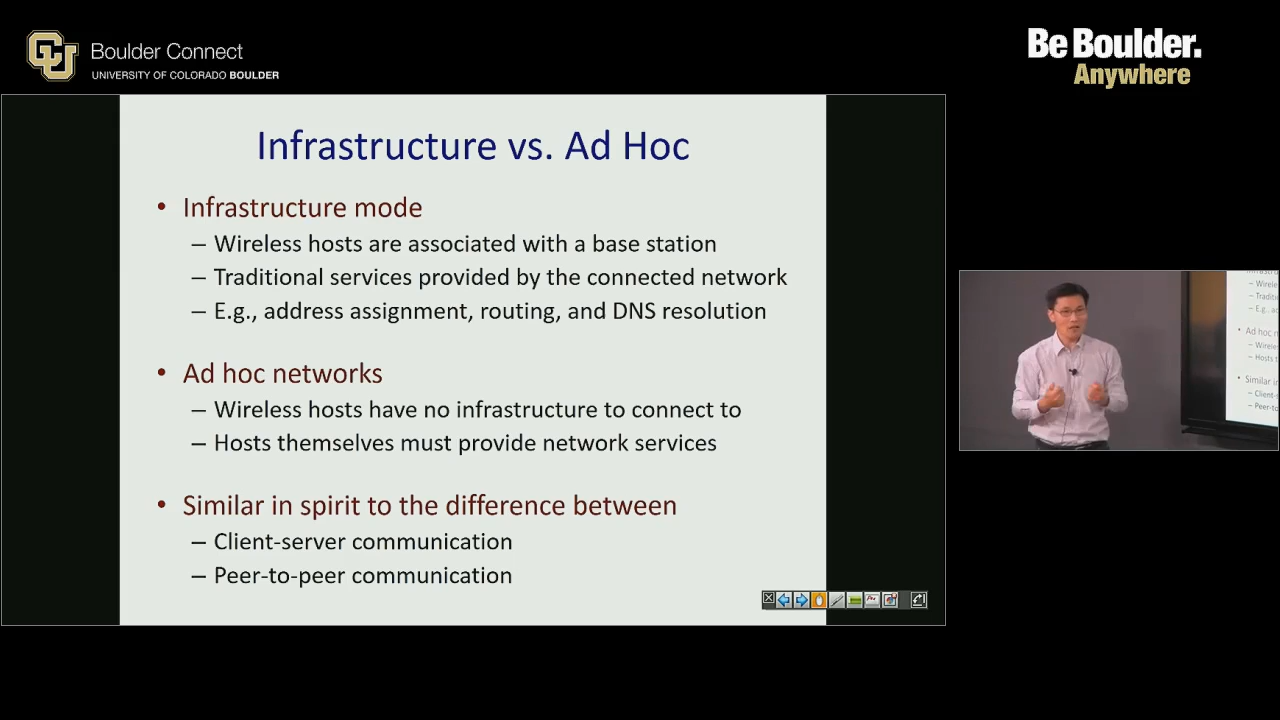 Boulder Connect
UNIVERSITY OF COLORADO BOULDER
Be Boulder.
Anywhere
Infrastructure vs. Ad Hoc
• Infrastructure mode
– Wireless hosts are associated with a base station
– Traditional services provided by the connected network
– E.g., address assignment, routing, and DNS resolution
• Ad hoc networks
– Wireless hosts have no infrastructure to connect to
– Hosts themselves must provide network services
• Similar in spirit to the difference between
– Client-server communication
– Peer-to-peer communication